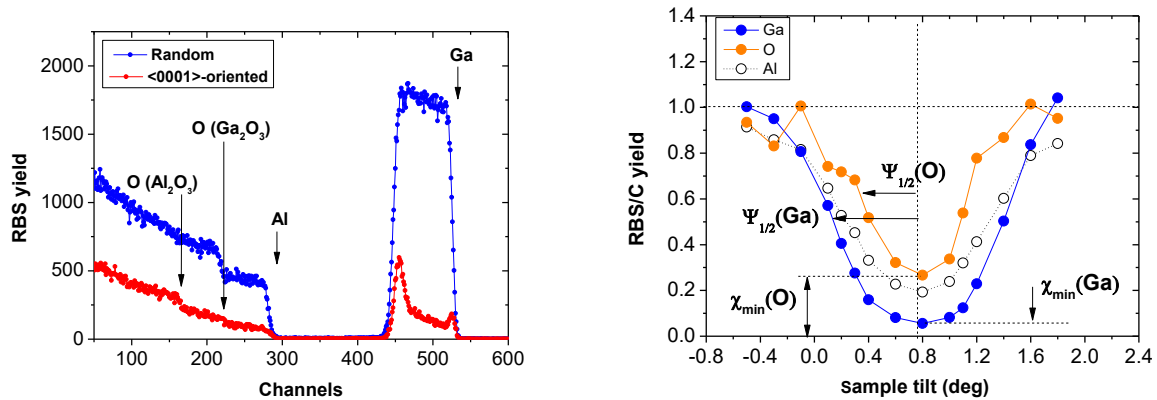 RBS yield
2000
1500
1000
500
0
Random
<0001>-oriented
Ga
O (Ga₂O₃)
O (Al₂O₃)
Al
100 200 300 400 500 600
Channels
RBS/C yield
1.4
1.2
1.0
0.8
0.6
0.4
0.2
0.0
Ga
O
Al
Ψ1/2(O)
Ψ1/2(Ga)
χmin(O)
χmin(Ga)
-0.8 -0.4 0.0 0.4 0.8 1.2 1.6 2.0 2.4
Sample tilt (deg)